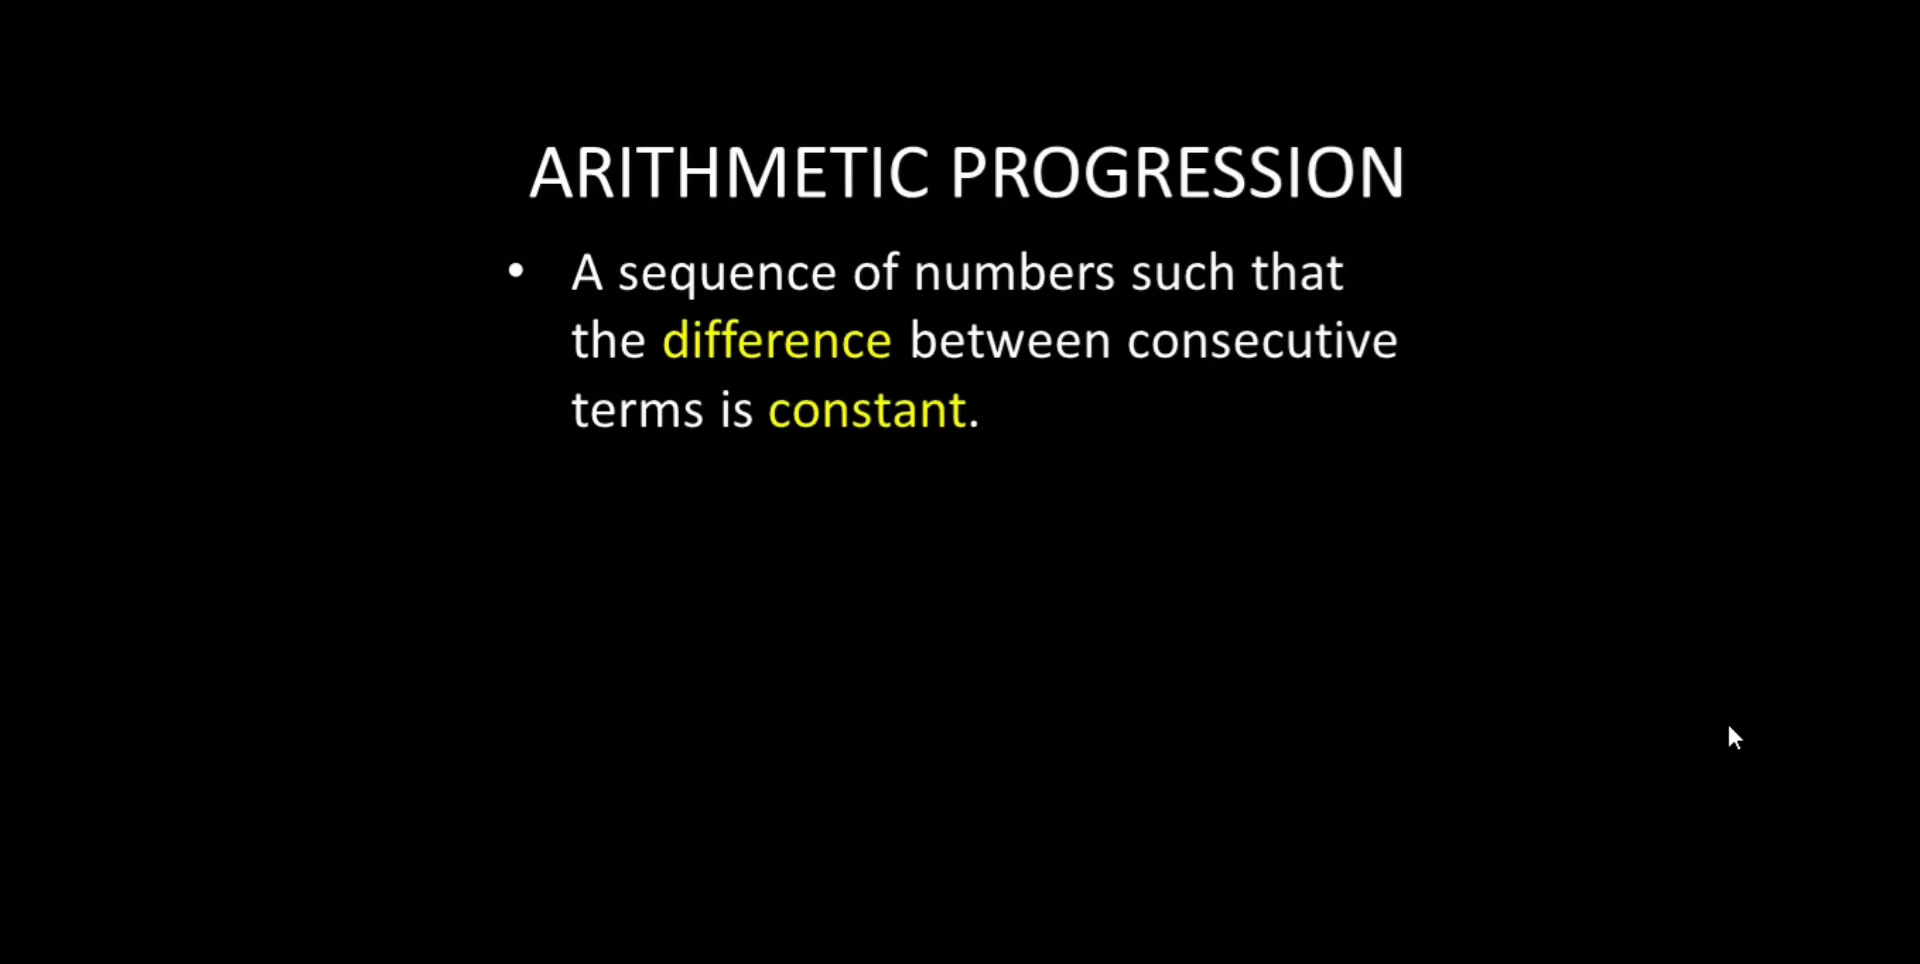 ARITHMETIC PROGRESSION
• A sequence of numbers such that
the difference between consecutive
terms is constant.